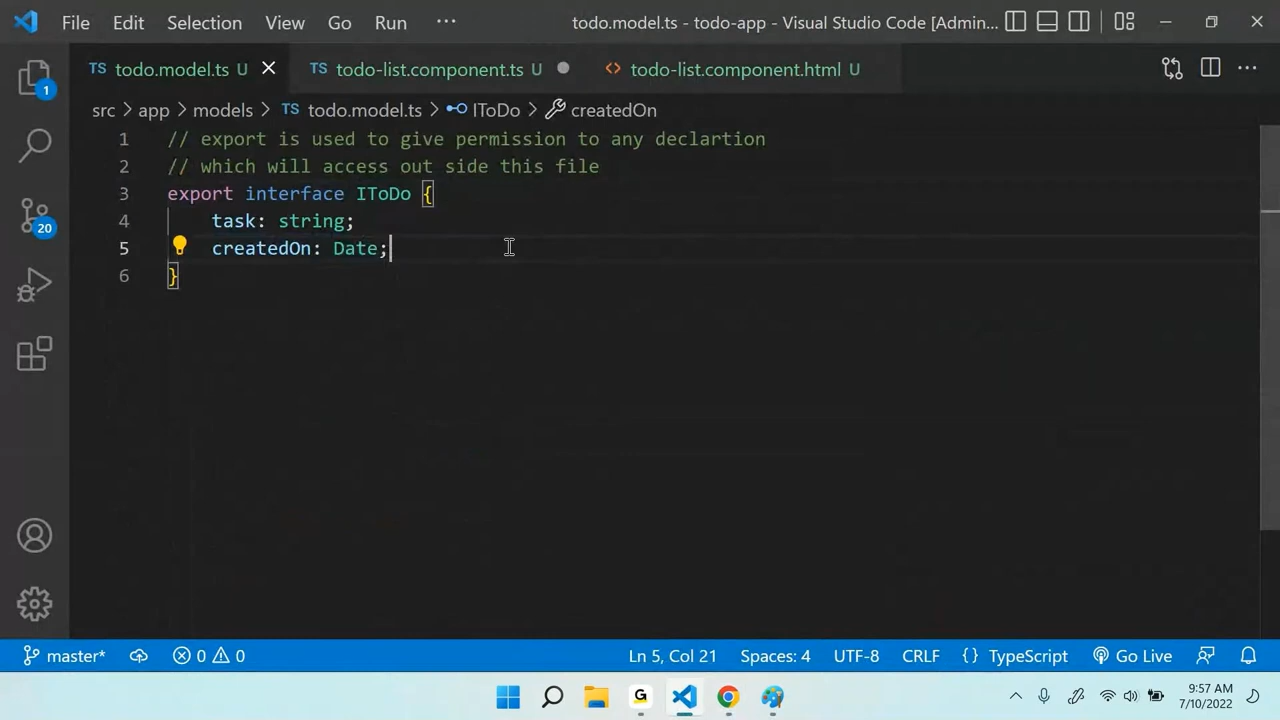 File Edit Selection View Go Run ··· todo.model.ts - todo-app - Visual Studio Code [Admin...
TS todo.model.ts U TS todo-list.component.ts U <> todo-list.component.html U
src > app > models > TS todo.model.ts > IToDo > createdOn
1 // export is used to give permission to any declartion
2 // which will access out side this file
3 export interface IToDo {
4 task: string;
5 createdOn: Date;
6 }
1
20
master* 0 0 Ln 5, Col 21 Spaces: 4 UTF-8 CRLF {} TypeScript Go Live
G 9:57 AM
7/10/2022